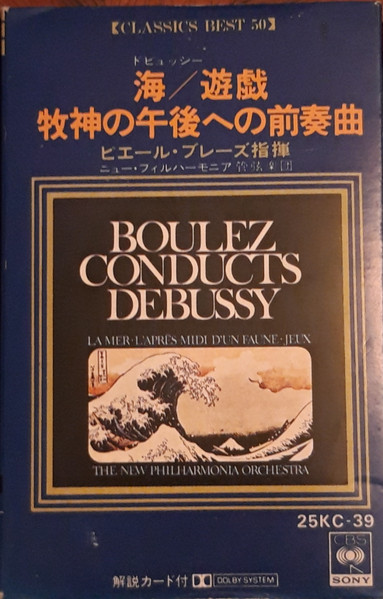 【CLASSICS BEST 50】
ドビュッシー
海／遊戯
牧神の午後への前奏曲
ピエール・ブレーズ指揮
ニュー・フィルハーモニア管弦楽団
BOULEZ
CONDUCTS
DEBUSSY
LA MER·L'APRÈS MIDI D'UN FAUNE·JEUX
THE NEW PHILHARMONIA ORCHESTRA
25KC-39
CBS
SONY
解説カード付 DOLBY SYSTEM